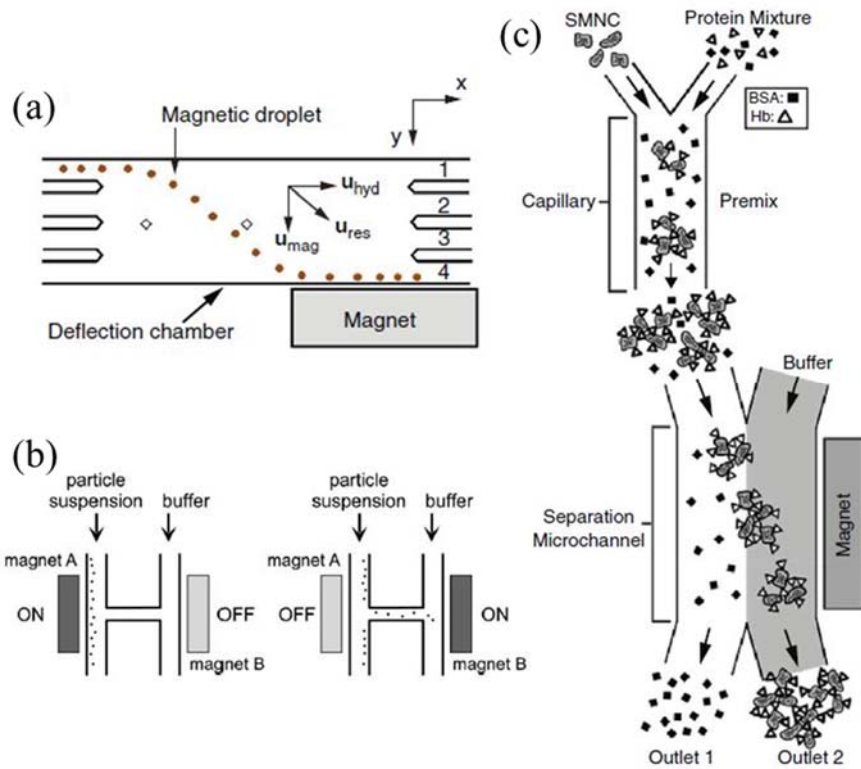 (a)
Magnetic droplet
x
y
1
2
3
4
u_hyd
u_mag
u_res
Deflection chamber
Magnet
(b)
particle
suspension
buffer
magnet A
ON
OFF
magnet B
particle
suspension
buffer
magnet A
OFF
ON
magnet B
(c)
SMNC
Protein Mixture
BSA: ■
Hb: △
Capillary
Premix
Buffer
Separation
Microchannel
Magnet
Outlet 1
Outlet 2